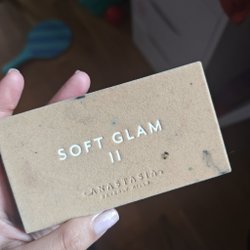 SOFT GLAM
II
ANASTASIA
BEVERLY HILLS